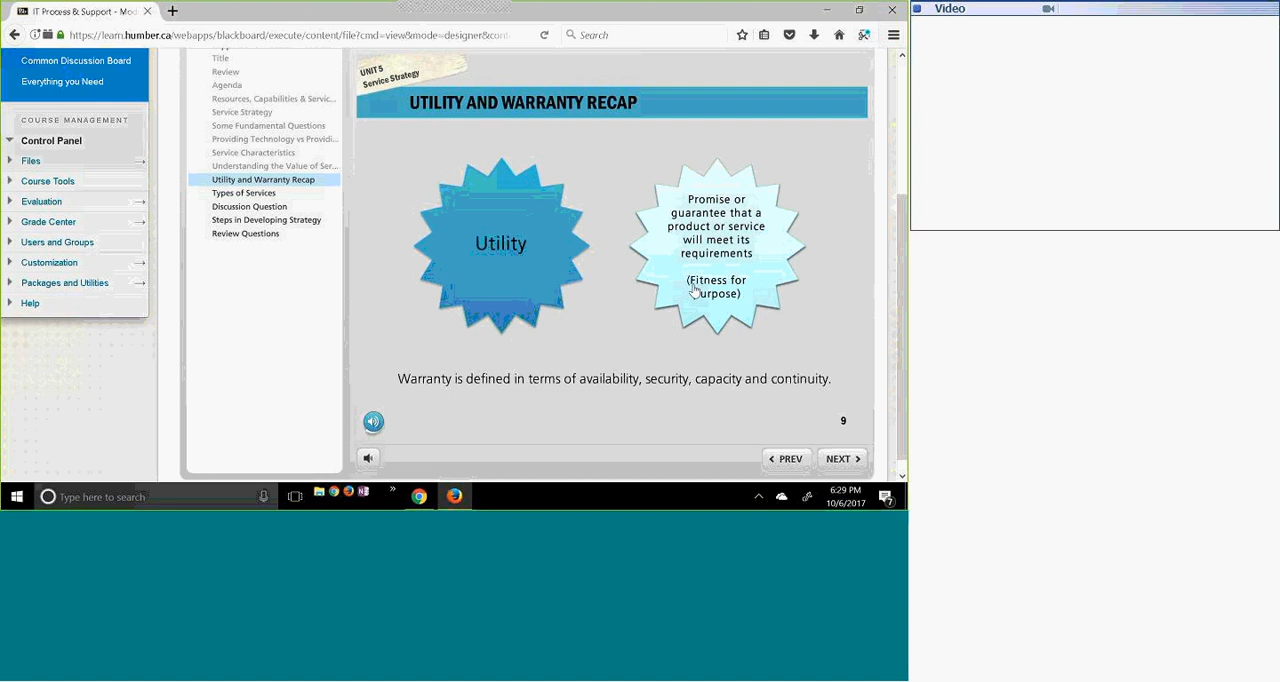 IT Process & Support - Mod
Video
https://learn.humber.ca/webapps/blackboard/execute/content/file?cmd=view&mode=designer&cont
Search
Common Discussion Board
Everything you Need
COURSE MANAGEMENT
Control Panel
Files
Course Tools
Evaluation
Grade Center
Users and Groups
Customization
Packages and Utilities
Help
Title
Review
Agenda
Resources, Capabilities & Servic...
Service Strategy
Some Fundamental Questions
Providing Technology vs Providi...
Service Characteristics
Understanding the Value of Ser...
Utility and Warranty Recap
Types of Services
Discussion Question
Steps in Developing Strategy
Review Questions
UNIT 5
Service Strategy
UTILITY AND WARRANTY RECAP
Utility
Promise or
guarantee that a
product or service
will meet its
requirements
(Fitness for
purpose)
Warranty is defined in terms of availability, security, capacity and continuity.
9
PREV
NEXT
Type here to search
6:29 PM
10/6/2017
7